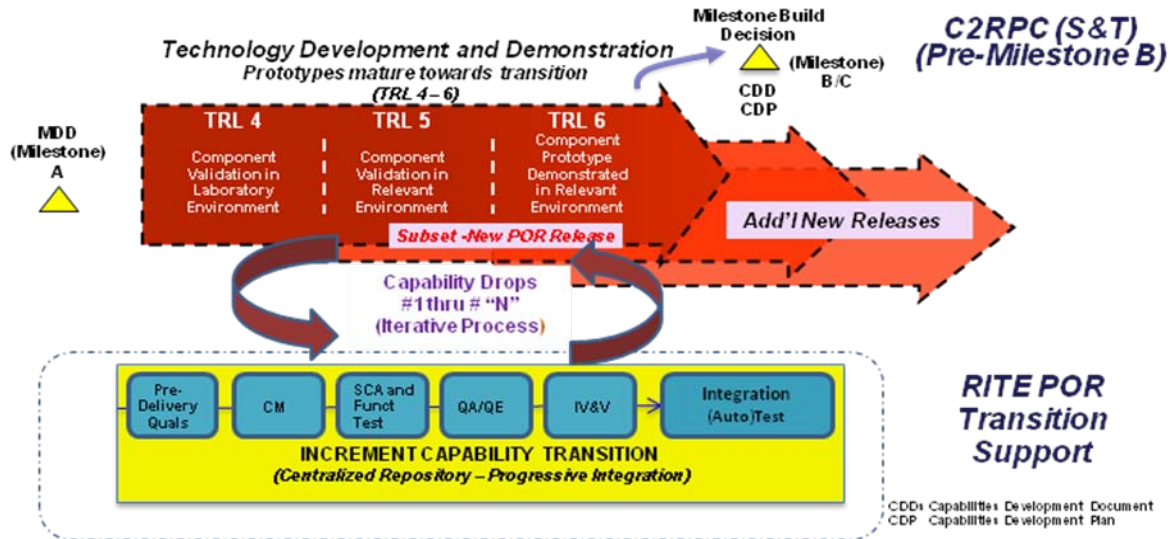 Technology Development and Demonstration
Prototypes mature towards transition
(TRL 4 – 6)
Milestone Build
Decision
(Milestone)
B/C
CDD
CDP
C2RPC (S&T)
(Pre-Milestone B)
MDD
(Milestone)
A
TRL 4
Component
Validation in
Laboratory
Environment
TRL 5
Component
Validation in
Relevant
Environment
TRL 6
Component
Prototype
Demonstrated
in Relevant
Environment
Subset -New POR Release
Add'l New Releases
Capability Drops
#1 thru # “N”
(Iterative Process)
Pre-
Delivery
Quals
CM
SCA and
Funct
Test
QA/QE
IV&V
Integration
(Auto)Test
INCREMENT CAPABILITY TRANSITION
(Centralized Repository – Progressive Integration)
RITE POR
Transition
Support
CDDs Capabilities Development Document
CDP Capabilities Development Plan